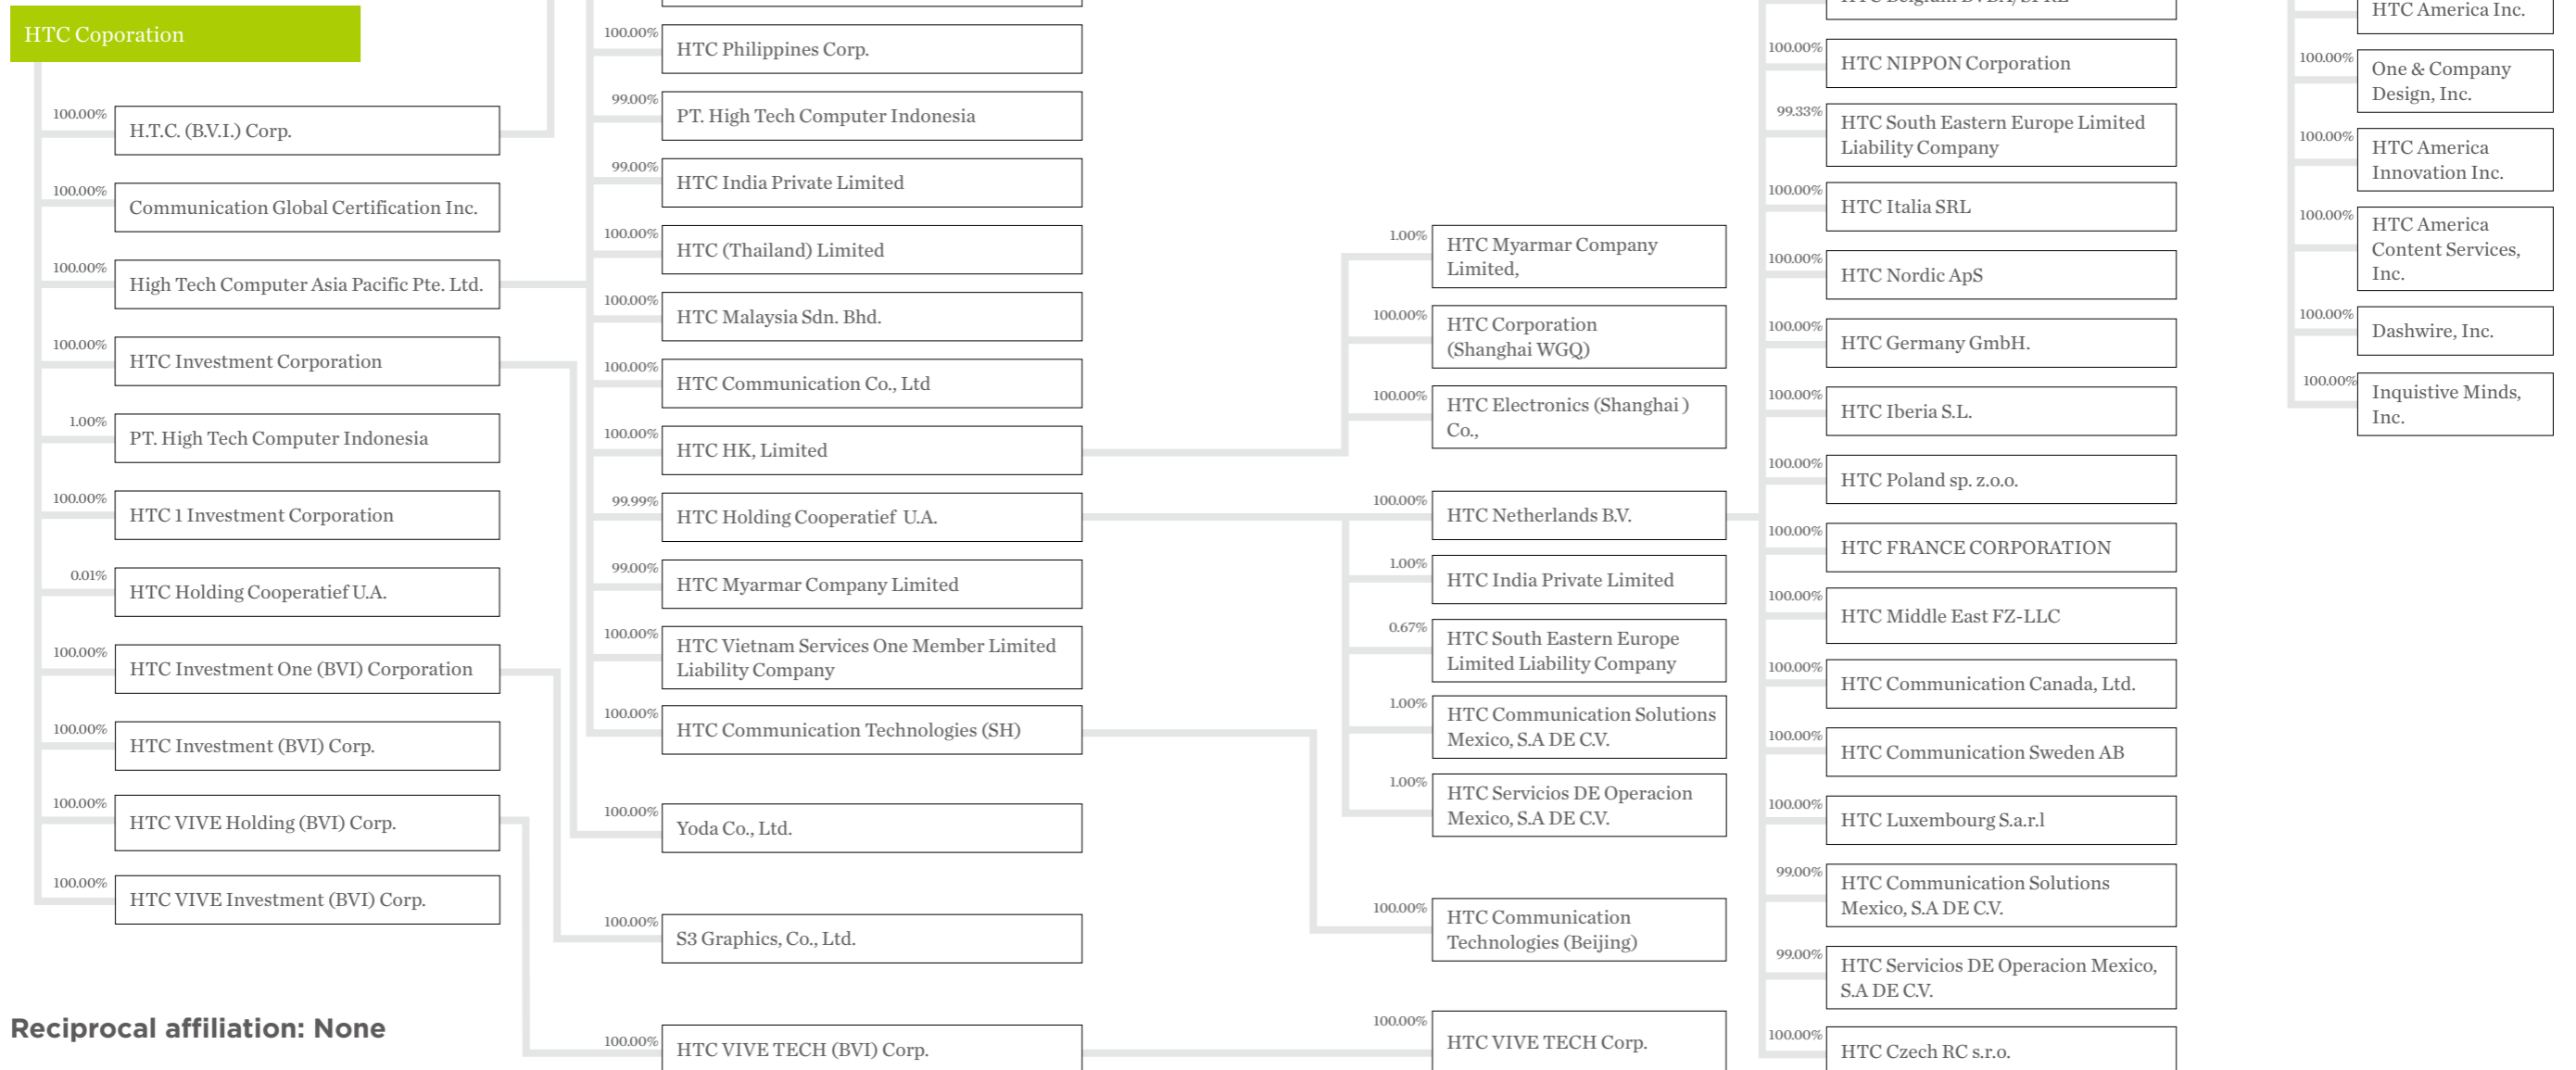 HTC Coporation
100.00%
H.T.C. (B.V.I.) Corp.
100.00%
Communication Global Certification Inc.
100.00%
High Tech Computer Asia Pacific Pte. Ltd.
100.00%
HTC Investment Corporation
1.00%
PT. High Tech Computer Indonesia
100.00%
HTC 1 Investment Corporation
0.01%
HTC Holding Cooperatief U.A.
100.00%
HTC Investment One (BVI) Corporation
100.00%
HTC Investment (BVI) Corp.
100.00%
HTC VIVE Holding (BVI) Corp.
100.00%
HTC VIVE Investment (BVI) Corp.
Reciprocal affiliation: None
100.00%
HTC Philippines Corp.
99.00%
PT. High Tech Computer Indonesia
99.00%
HTC India Private Limited
100.00%
HTC (Thailand) Limited
100.00%
HTC Malaysia Sdn. Bhd.
100.00%
HTC Communication Co., Ltd
100.00%
HTC HK, Limited
99.99%
HTC Holding Cooperatief U.A.
99.00%
HTC Myarmar Company Limited
100.00%
HTC Vietnam Services One Member Limited
Liability Company
100.00%
HTC Communication Technologies (SH)
100.00%
Yoda Co., Ltd.
100.00%
S3 Graphics, Co., Ltd.
100.00%
HTC VIVE TECH (BVI) Corp.
1.00%
HTC Myarmar Company
Limited,
100.00%
HTC Corporation
(Shanghai WGQ)
100.00%
HTC Electronics (Shanghai )
Co.,
100.00%
HTC Netherlands B.V.
1.00%
HTC India Private Limited
0.67%
HTC South Eastern Europe
Limited Liability Company
1.00%
HTC Communication Solutions
Mexico, S.A DE C.V.
1.00%
HTC Servicios DE Operacion
Mexico, S.A DE C.V.
100.00%
HTC Communication
Technologies (Beijing)
100.00%
HTC VIVE TECH Corp.
100.00%
HTC NIPPON Corporation
99.33%
HTC South Eastern Europe Limited
Liability Company
100.00%
HTC Italia SRL
100.00%
HTC Nordic ApS
100.00%
HTC Germany GmbH.
100.00%
HTC Iberia S.L.
100.00%
HTC Poland sp. z.o.o.
100.00%
HTC FRANCE CORPORATION
100.00%
HTC Middle East FZ-LLC
100.00%
HTC Communication Canada, Ltd.
100.00%
HTC Communication Sweden AB
100.00%
HTC Luxembourg S.a.r.l
99.00%
HTC Communication Solutions
Mexico, S.A DE C.V.
99.00%
HTC Servicios DE Operacion Mexico,
S.A DE C.V.
100.00%
HTC Czech RC s.r.o.
HTC America Inc.
100.00%
One & Company
Design, Inc.
100.00%
HTC America
Innovation Inc.
100.00%
HTC America
Content Services,
Inc.
100.00%
Dashwire, Inc.
100.00%
Inquistive Minds,
Inc.